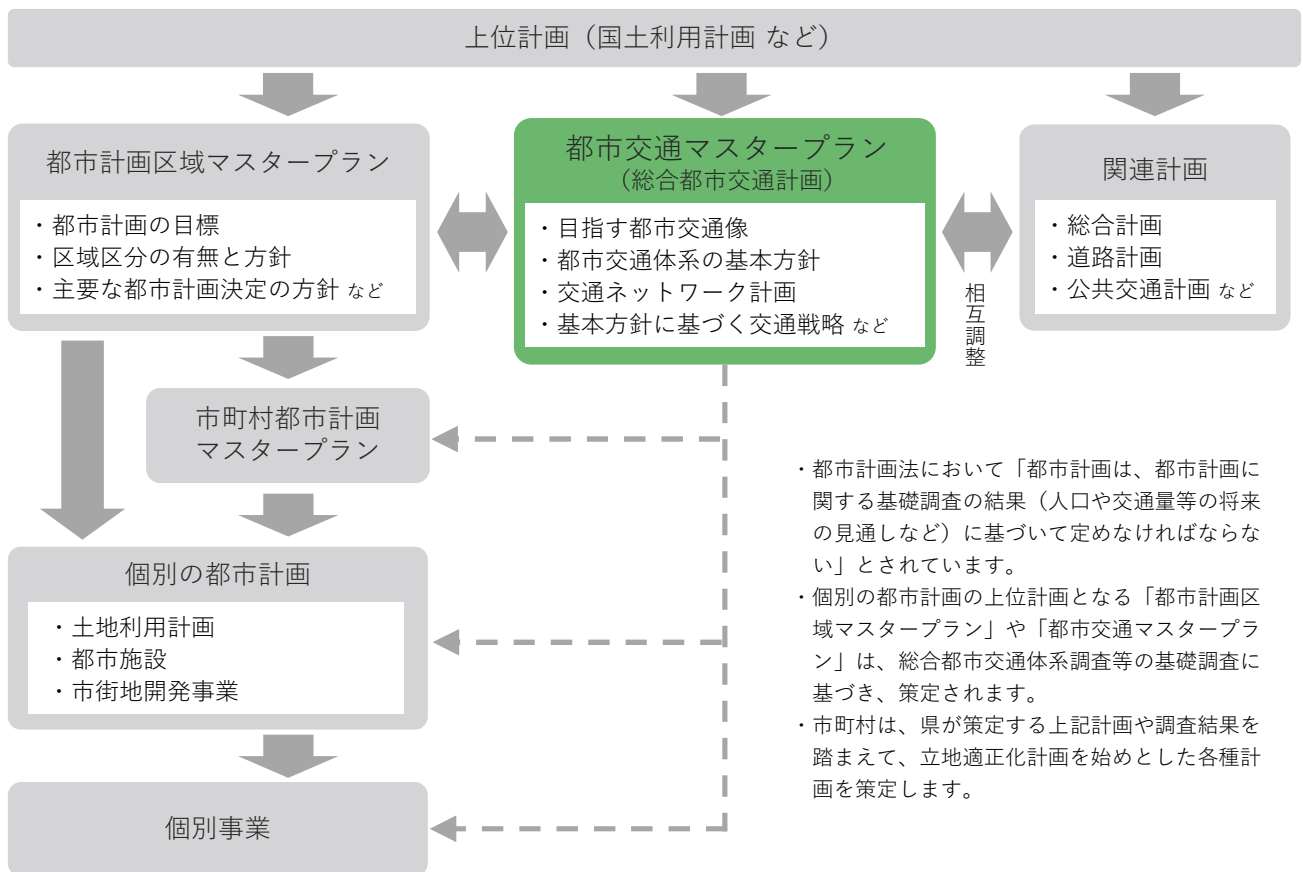 上位計画（国土利用計画 など）
都市計画区域マスタープラン
・都市計画の目標
・区域区分の有無と方針
・主要な都市計画決定の方針 など
都市交通マスタープラン
（総合都市交通計画）
・目指す都市交通像
・都市交通体系の基本方針
・交通ネットワーク計画
・基本方針に基づく交通戦略 など
相互調整
関連計画
・総合計画
・道路計画
・公共交通計画 など
市町村都市計画
マスタープラン
個別の都市計画
・土地利用計画
・都市施設
・市街地開発事業
個別事業
・都市計画法において「都市計画は、都市計画に
関する基礎調査の結果（人口や交通量等の将来
の見通しなど）に基づいて定めなければならな
い」とされています。
・個別の都市計画の上位計画となる「都市計画区
域マスタープラン」や「都市交通マスタープラ
ン」は、総合都市交通体系調査等の基礎調査に
基づき、策定されます。
・市町村は、県が策定する上記計画や調査結果を
踏まえて、立地適正化計画を始めとした各種計
画を策定します。